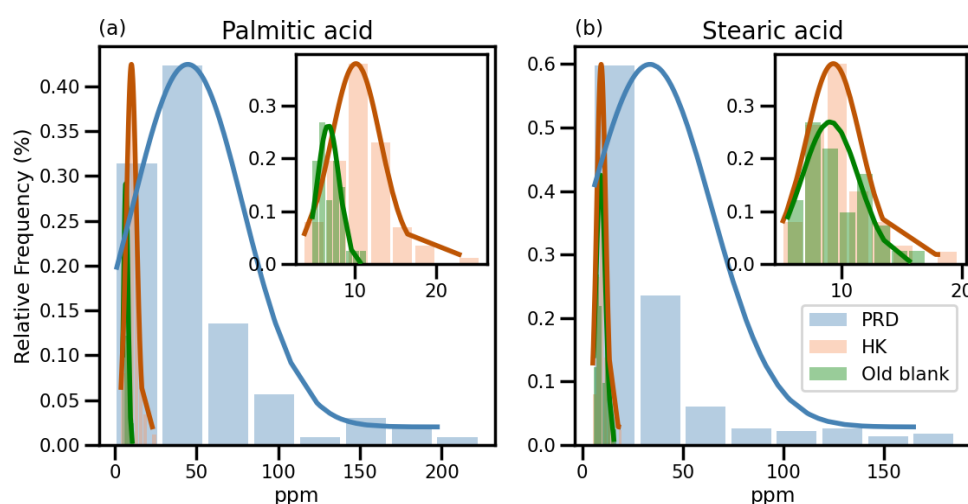 (a) Palmitic acid
(b) Stearic acid
Relative Frequency (%)
0.40
0.35
0.30
0.25
0.20
0.15
0.10
0.05
0.00
0.3
0.2
0.1
0.0
10 20
0 50 100 150 200
ppm
0.6
0.5
0.4
0.3
0.2
0.1
0.0
0.3
0.2
0.1
0.0
10 20
PRD
HK
Old blank
0 50 100 150
ppm